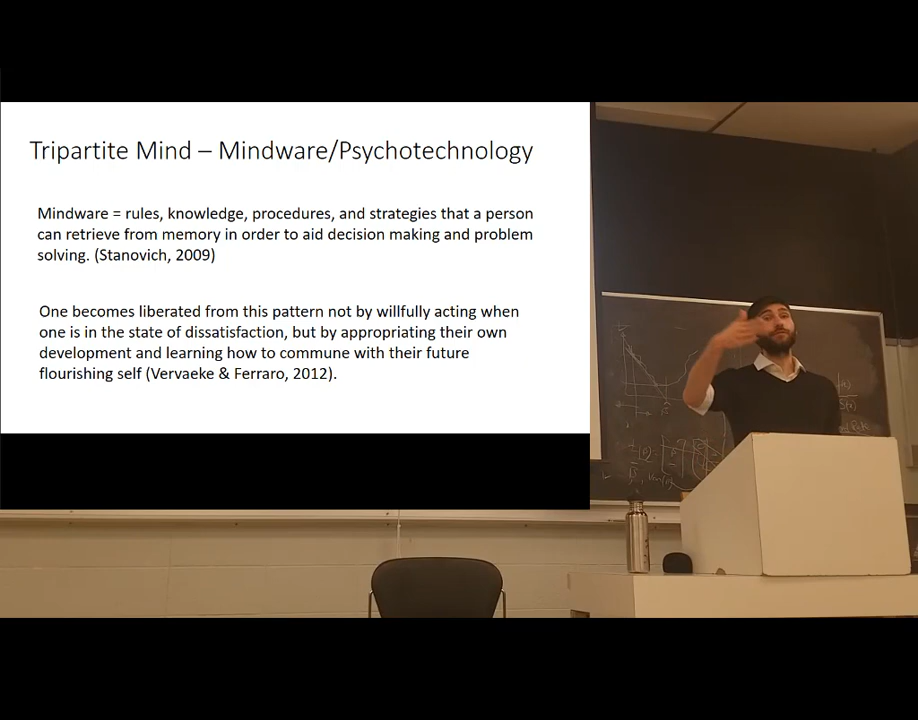 Tripartite Mind – Mindware/Psychotechnology
Mindware = rules, knowledge, procedures, and strategies that a person
can retrieve from memory in order to aid decision making and problem
solving. (Stanovich, 2009)
One becomes liberated from this pattern not by willfully acting when
one is in the state of dissatisfaction, but by appropriating their own
development and learning how to commune with their future
flourishing self (Vervaeke & Ferraro, 2012).